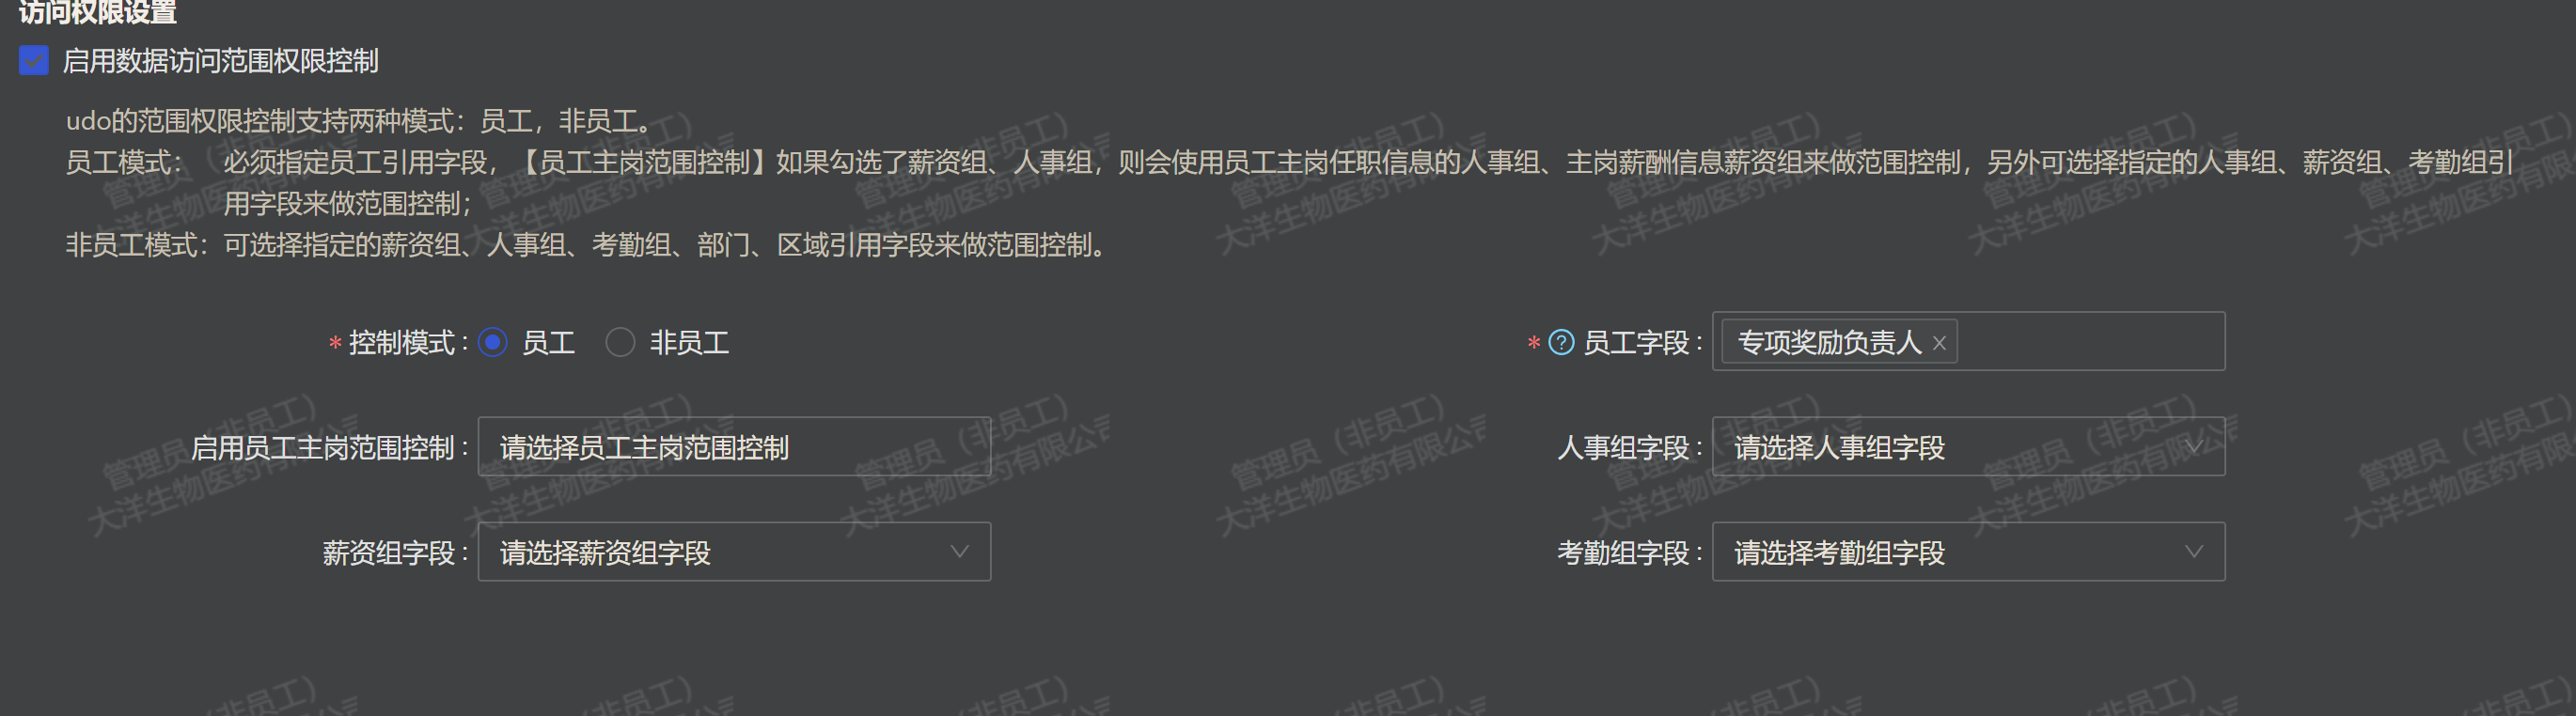 访问权限设置
启用数据访问范围权限控制
udo的范围权限控制支持两种模式：员工，非员工。
员工模式： 必须指定员工引用字段，【员工主岗范围控制】如果勾选了薪资组、人事组，则会使用员工主岗任职信息的人事组、主岗薪酬信息薪资组来做范围控制，另外可选择指定的人事组、薪资组、考勤组引
用字段来做范围控制；
非员工模式：可选择指定的薪资组、人事组、考勤组、部门、区域引用字段来做范围控制。
* 控制模式： 员工 非员工
* ? 员工字段： 专项奖励负责人 ×
启用员工主岗范围控制： 请选择员工主岗范围控制
人事组字段： 请选择人事组字段
薪资组字段： 请选择薪资组字段
考勤组字段： 请选择考勤组字段
管理员（非员工）
大洋生物医药有限公司